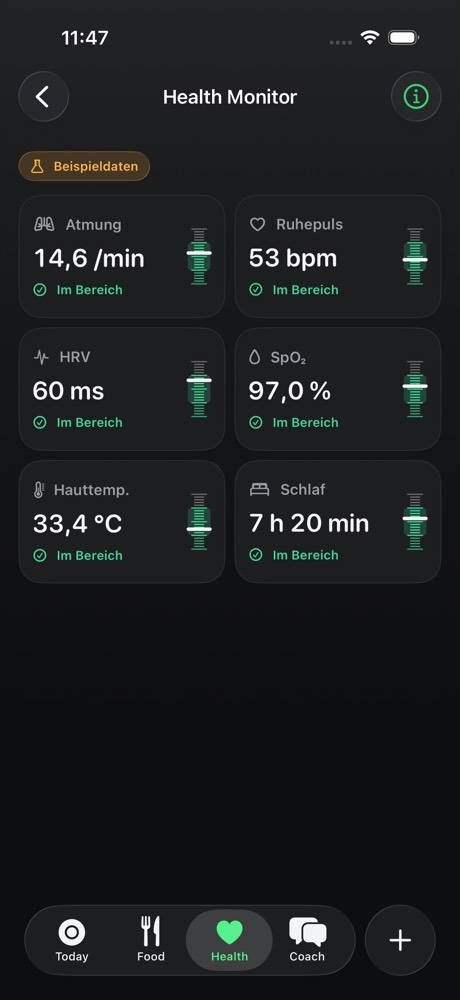 11:47
Health Monitor
Beispieldaten
Atmung
14,6 /min
Im Bereich
Ruhepuls
53 bpm
Im Bereich
HRV
60 ms
Im Bereich
SpO₂
97,0 %
Im Bereich
Hauttemp.
33,4 °C
Im Bereich
Schlaf
7 h 20 min
Im Bereich
Today
Food
Health
Coach